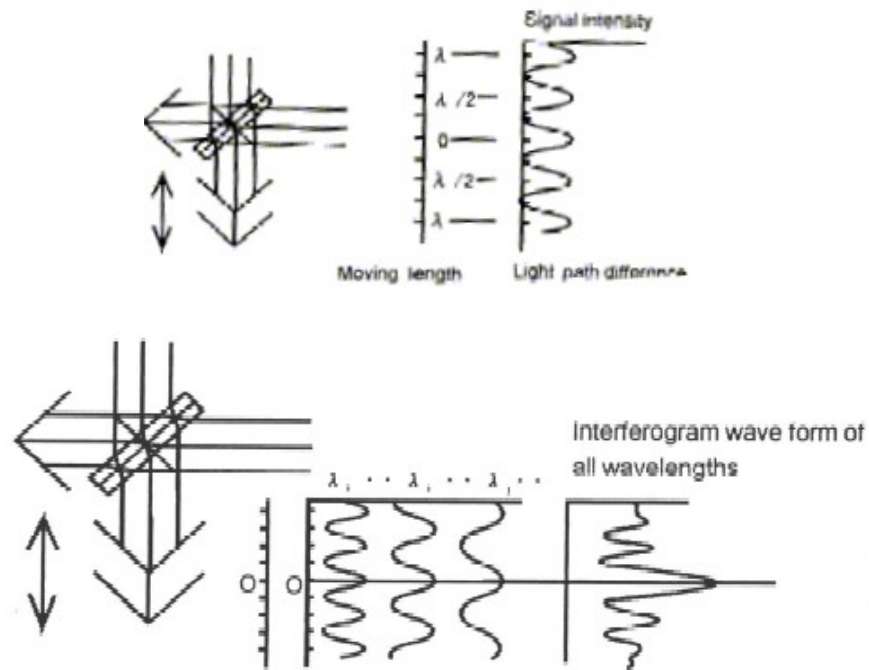 Signal intensity
λ
λ /2
0
λ /2
λ
Moving length
Light path difference
Interferogram wave form of
all wavelengths
λ , · · λ , · · λ , · ·
O
O